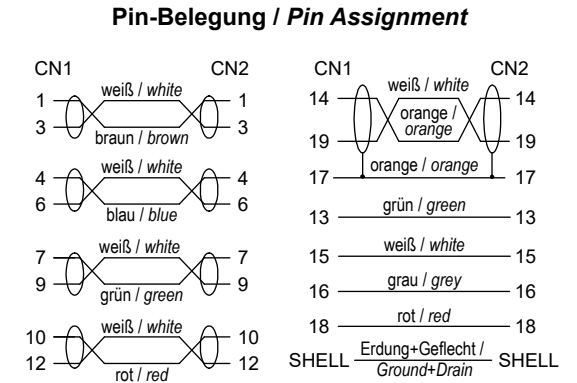 Pin-Belegung / Pin Assignment
CN1 CN2
weiß / white
1 1
3 3
braun / brown
weiß / white
4 4
6 6
blau / blue
weiß / white
7 7
9 9
grün / green
weiß / white
10 10
12 12
rot / red
CN1 CN2
weiß / white
14 14
orange /
orange
19 19
orange / orange
17 17
grün / green
13 13
weiß / white
15 15
grau / grey
16 16
rot / red
18 18
Erdung+Geflecht /
SHELL SHELL
Ground+Drain